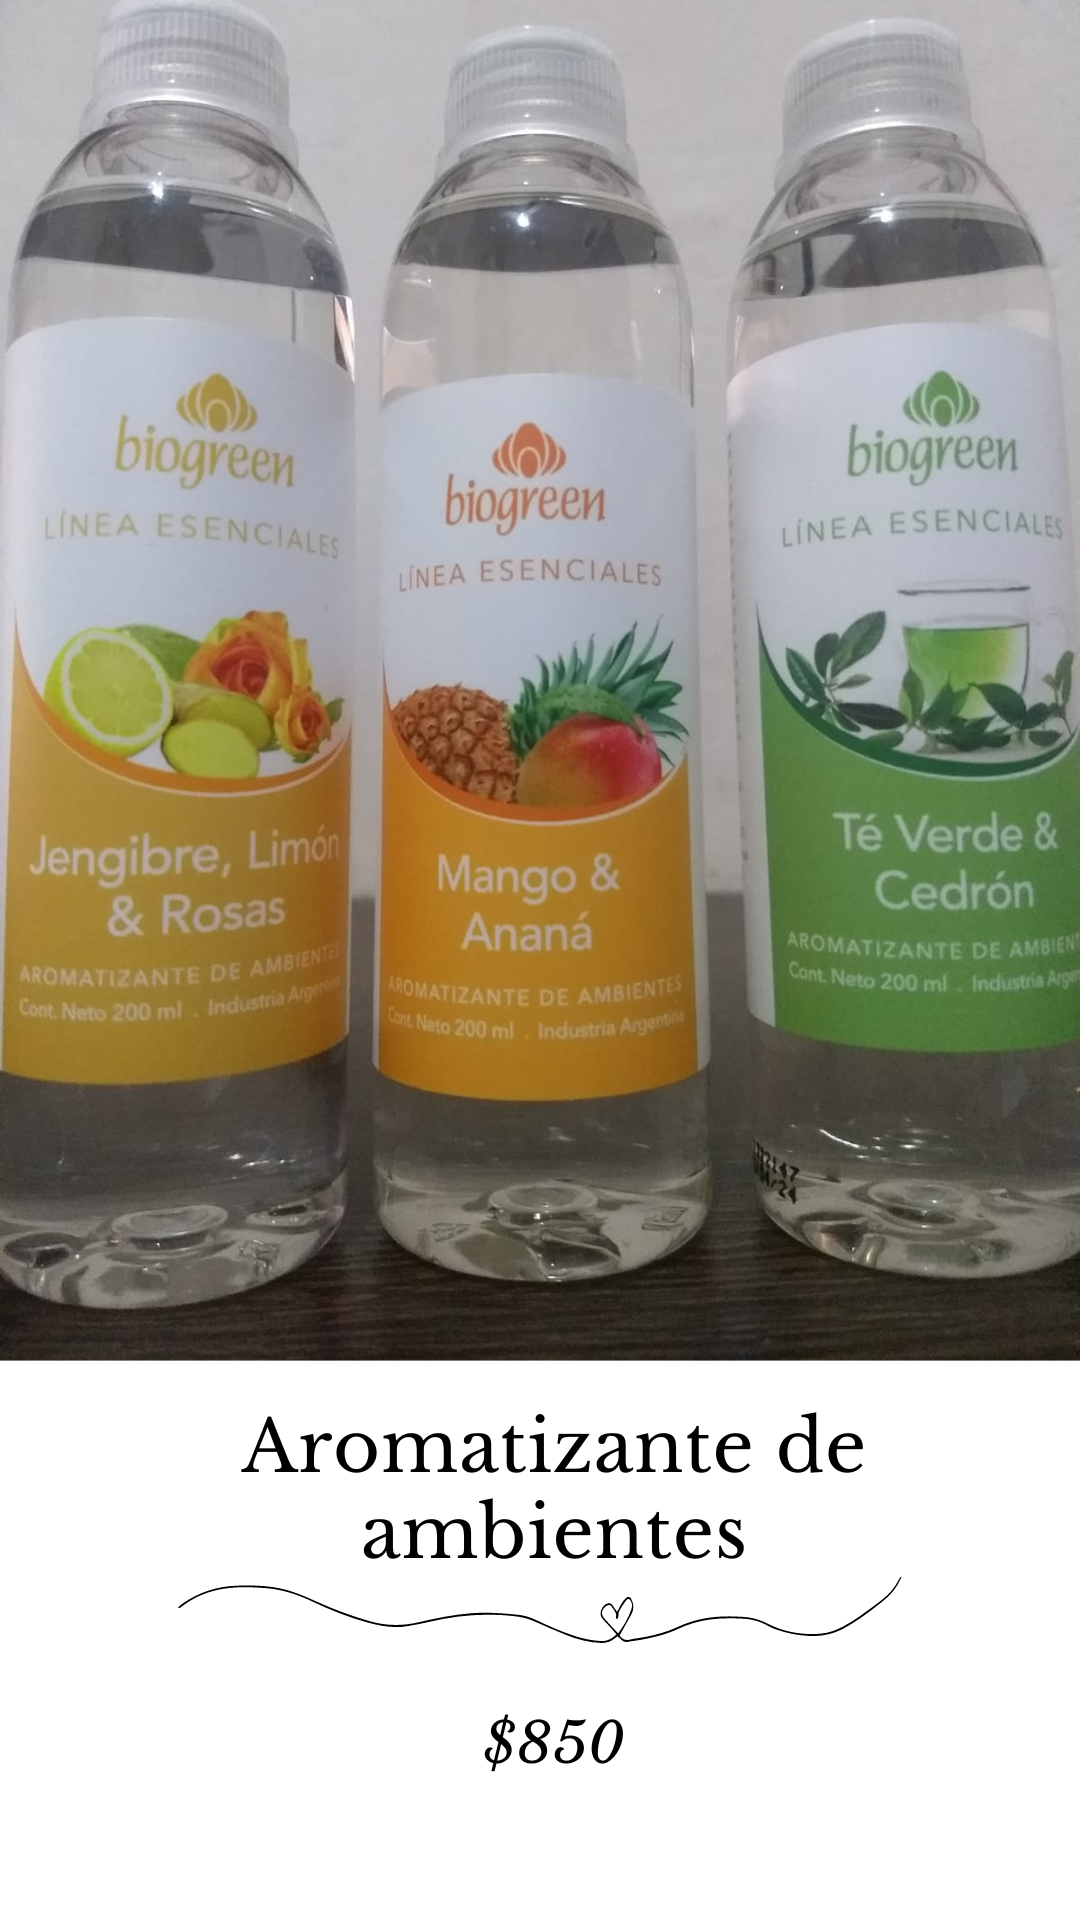 biogreen
LÍNEA ESENCIALES
Jengibre, Limón
& Rosas
AROMATIZANTE DE AMBIENTES
Cont. Neto 200 ml . Industria Argentina
biogreen
LÍNEA ESENCIALES
Mango &
Ananá
AROMATIZANTE DE AMBIENTES
Cont. Neto 200 ml . Industria Argentina
biogreen
LÍNEA ESENCIALES
Té Verde &
Cedrón
AROMATIZANTE DE AMBIENT
Cont. Neto 200 ml . Industria Argen
Aromatizante de
ambientes
$850